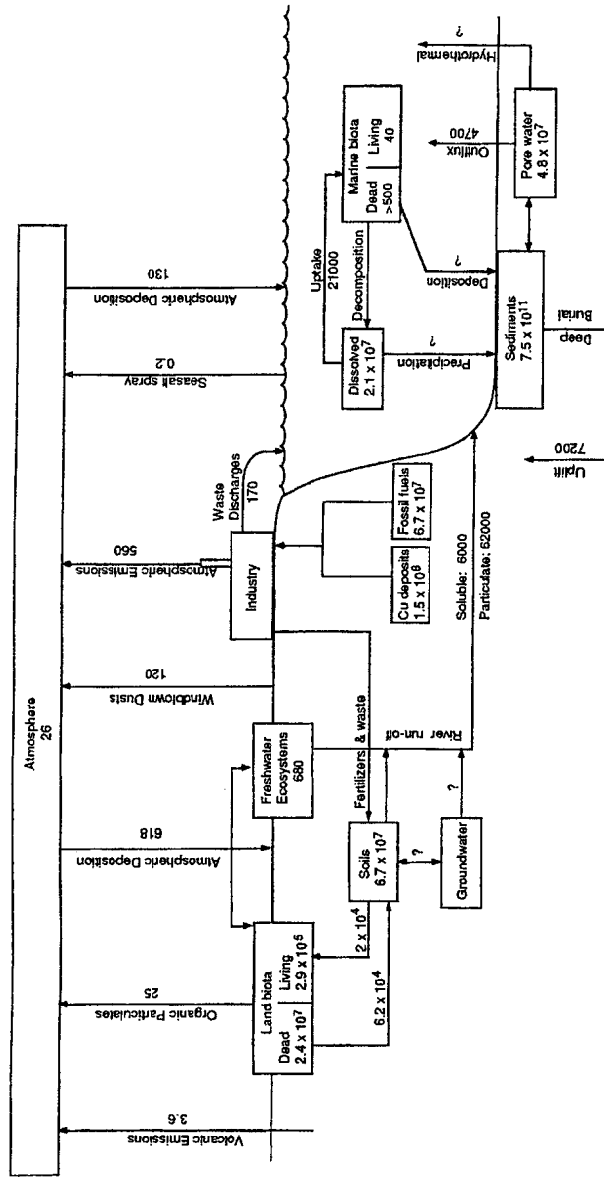 Atmosphere
26
Volcanic Emissions
3.6
Organic Particulates
25
Atmospheric Deposition
618
Windblown Dusts
120
Atmospheric Emissions
560
Seasalt spray
0.2
Atmospheric Deposition
130
Land biota
Dead
2.4 x 10⁷
Living
2.9 x 10⁵
Freshwater
Ecosystems
680
Industry
Waste
Discharges
170
Fertilizers & waste
Soils
6.7 x 10⁷
2 x 10⁴
6.2 x 10⁴
?
Groundwater
?
River run-off
Cu deposits
1.5 x 10⁸
Fossil fuels
6.7 x 10⁷
Soluble: 6000
Particulate: 62000
Uplift
7200
Uptake
21000
Dissolved
2.1 x 10⁷
Decomposition
Marine biota
Dead
>500
Living
40
Precipitation
?
Deposition
?
Outflux
4700
Hydrothermal
?
Sediments
7.5 x 10¹¹
Pore water
4.8 x 10⁷
Deep
Burial